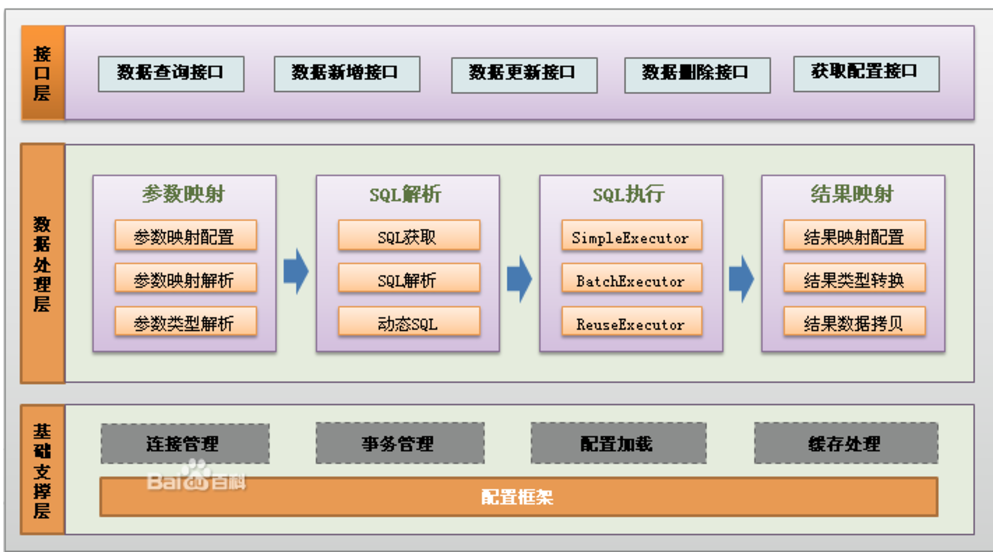 接口层
数据查询接口
数据新增接口
数据更新接口
数据删除接口
获取配置接口
数据处理层
参数映射
参数映射配置
参数映射解析
参数类型解析
SQL解析
SQL获取
SQL解析
动态SQL
SQL执行
SimpleExecutor
BatchExecutor
ReuseExecutor
结果映射
结果映射配置
结果类型转换
结果数据拷贝
基础支撑层
连接管理
事务管理
配置加载
缓存处理
Bai du 百科
配置框架